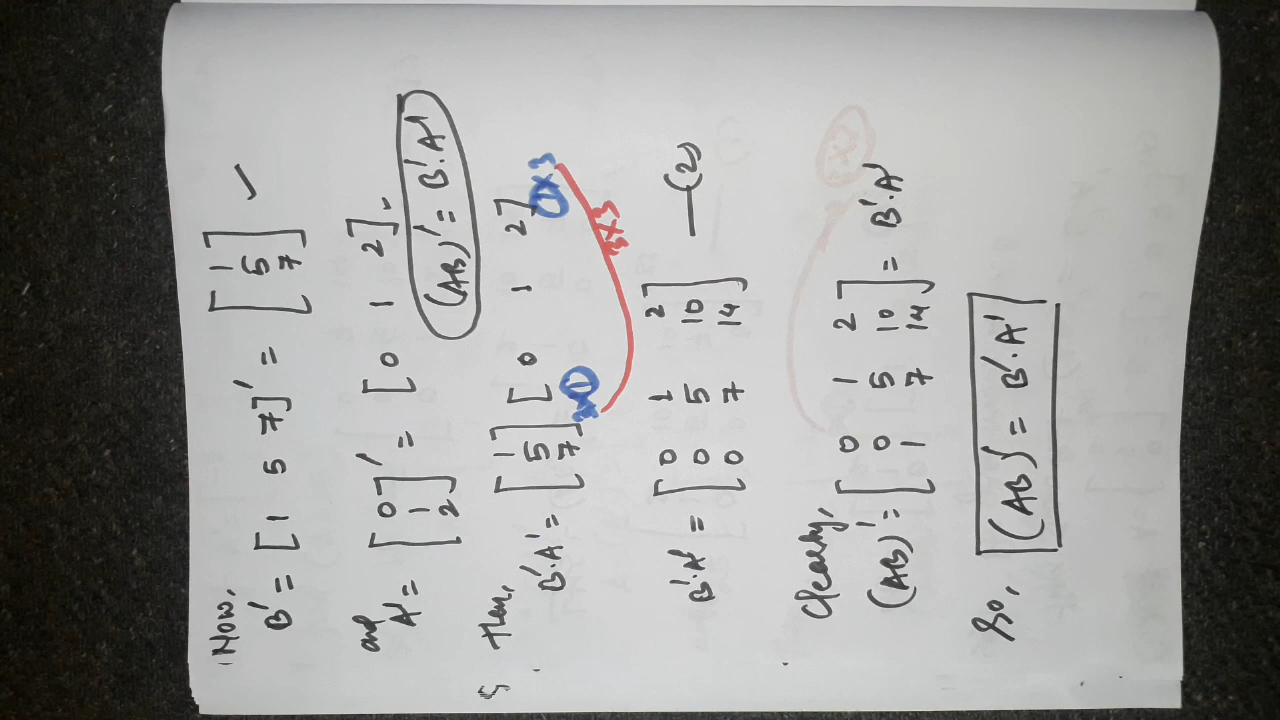 Now,
B' = [1 5 7]' = [1
5
7] ✓
and
A' = [0
1
2]' = [0 1 2] ✓
(AB)' = B'.A'
then,
B'.A' = [1
5
7] [0 1 2]
3×1 1×3
3×3
B'.A' = [0 1 2
0 5 10
0 7 14] —(2)
Clearly,
(AB)' = [0 1 2
0 5 10
1 7 14] = B'.A'
So, (AB)' = B'.A'